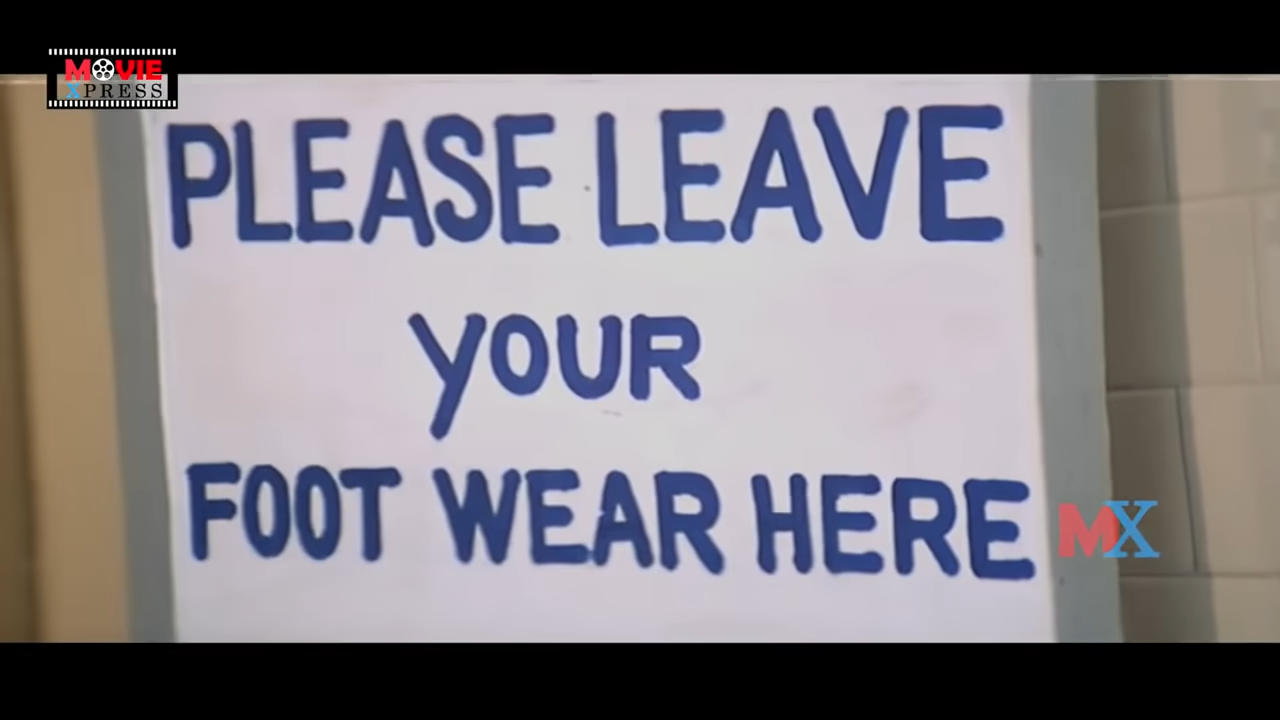 MOVIE
XPRESS
PLEASE LEAVE
YOUR
FOOT WEAR HERE
MX